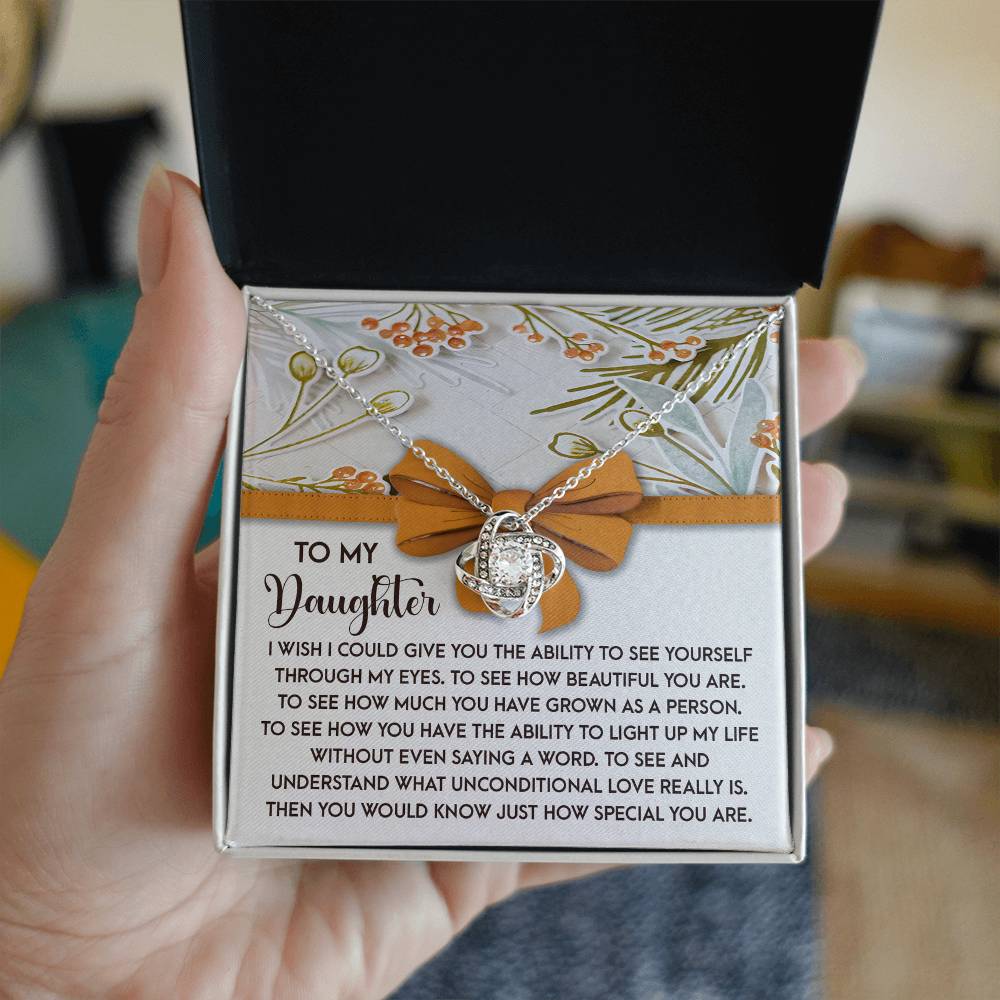 TO MY
Daughter
I WISH I COULD GIVE YOU THE ABILITY TO SEE YOURSELF
THROUGH MY EYES. TO SEE HOW BEAUTIFUL YOU ARE.
TO SEE HOW MUCH YOU HAVE GROWN AS A PERSON.
TO SEE HOW YOU HAVE THE ABILITY TO LIGHT UP MY LIFE
WITHOUT EVEN SAYING A WORD. TO SEE AND
UNDERSTAND WHAT UNCONDITIONAL LOVE REALLY IS.
THEN YOU WOULD KNOW JUST HOW SPECIAL YOU ARE.